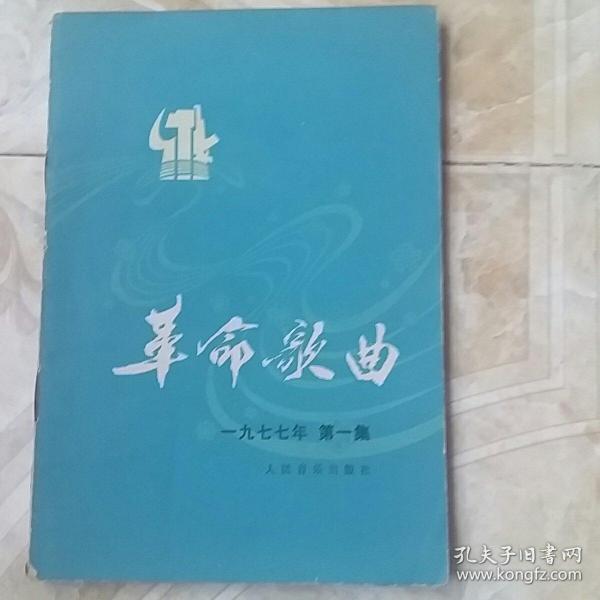 革命歌曲
一九七七年 第一集
人民音乐出版社
孔夫子旧书网
www.kongfz.com